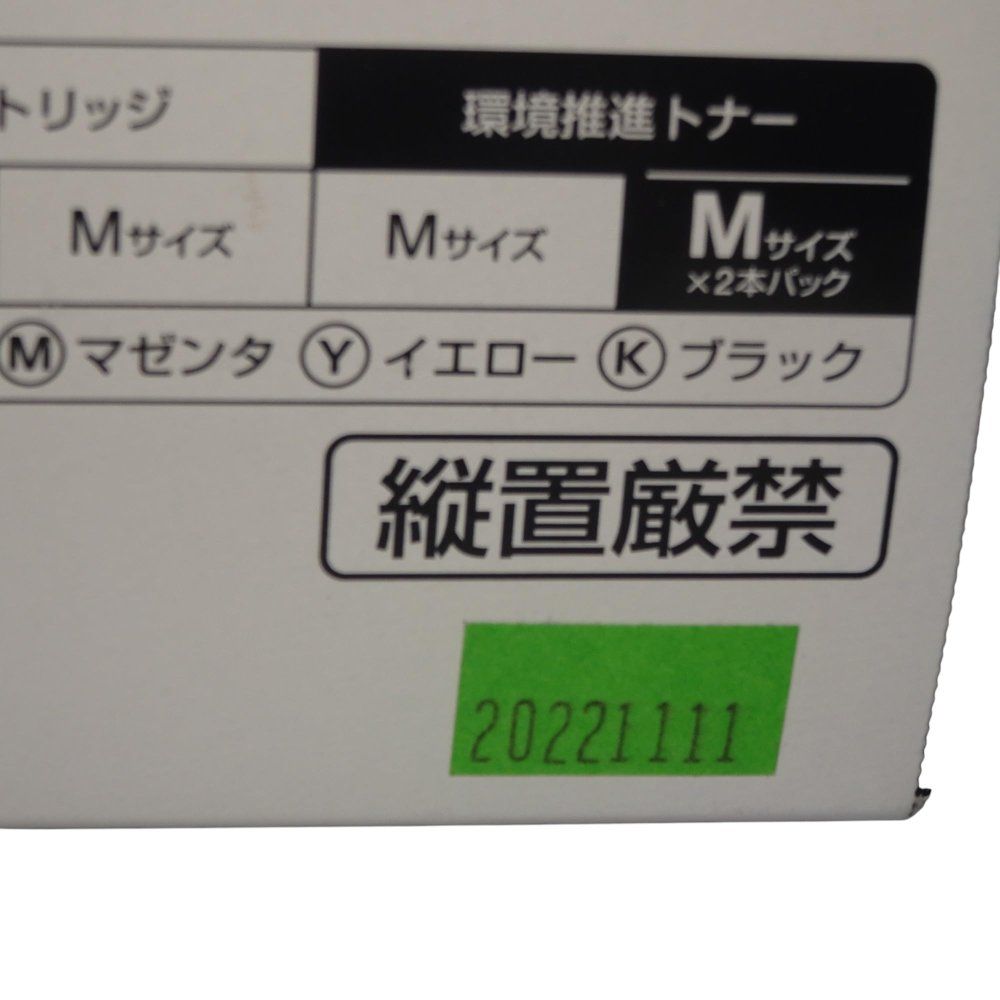 トリッジ 環境推進トナー
Mサイズ Mサイズ Mサイズ
×2本パック
Ⓜマゼンタ Ⓨイエロー Ⓚブラック
縦置厳禁
20221111